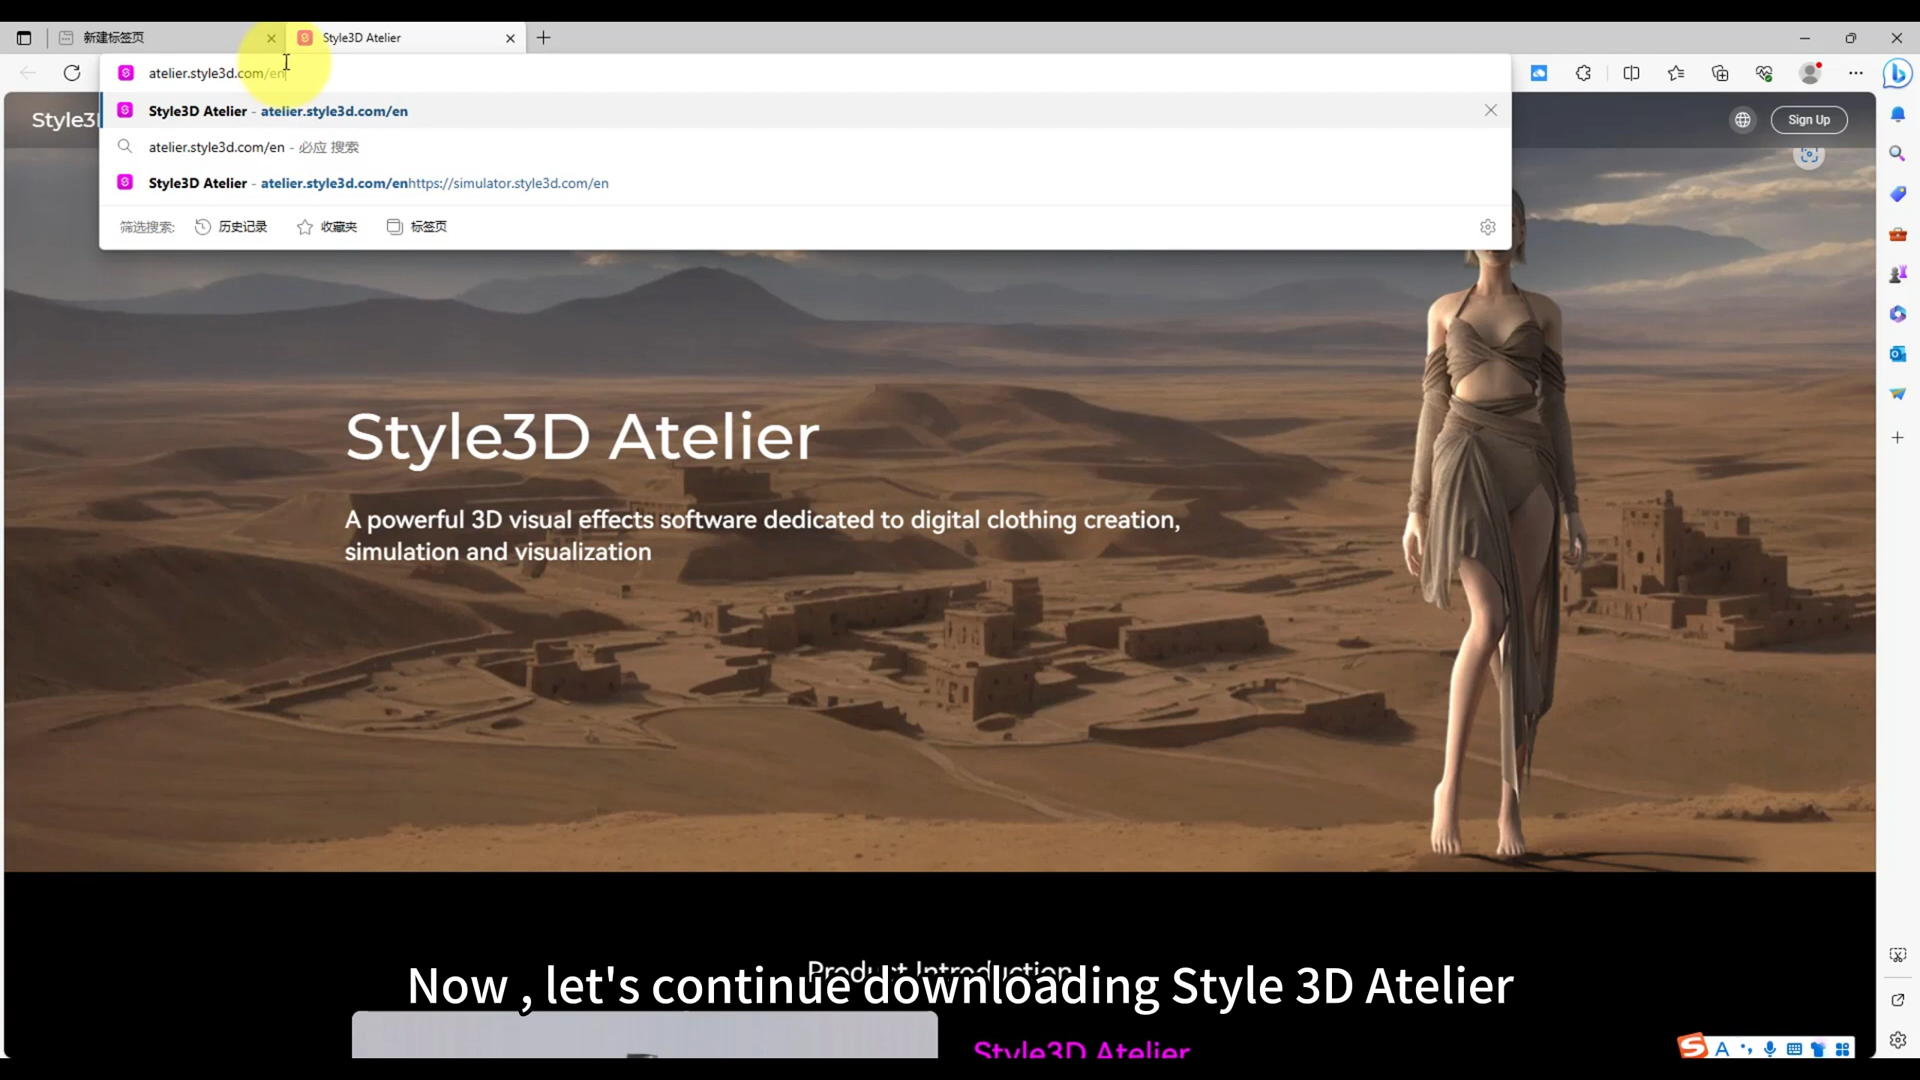 新建标签页
Style3D Atelier
atelier.style3d.com/en
Style3D Atelier - atelier.style3d.com/en
atelier.style3d.com/en - 必应 搜索
Style3D Atelier - atelier.style3d.com/enhttps://simulator.style3d.com/en
筛选搜索: 历史记录 收藏夹 标签页
Sign Up
Style3D Atelier
A powerful 3D visual effects software dedicated to digital clothing creation,
simulation and visualization
Product Introduction
Now , let's continue downloading Style 3D Atelier
Style3D Atelier